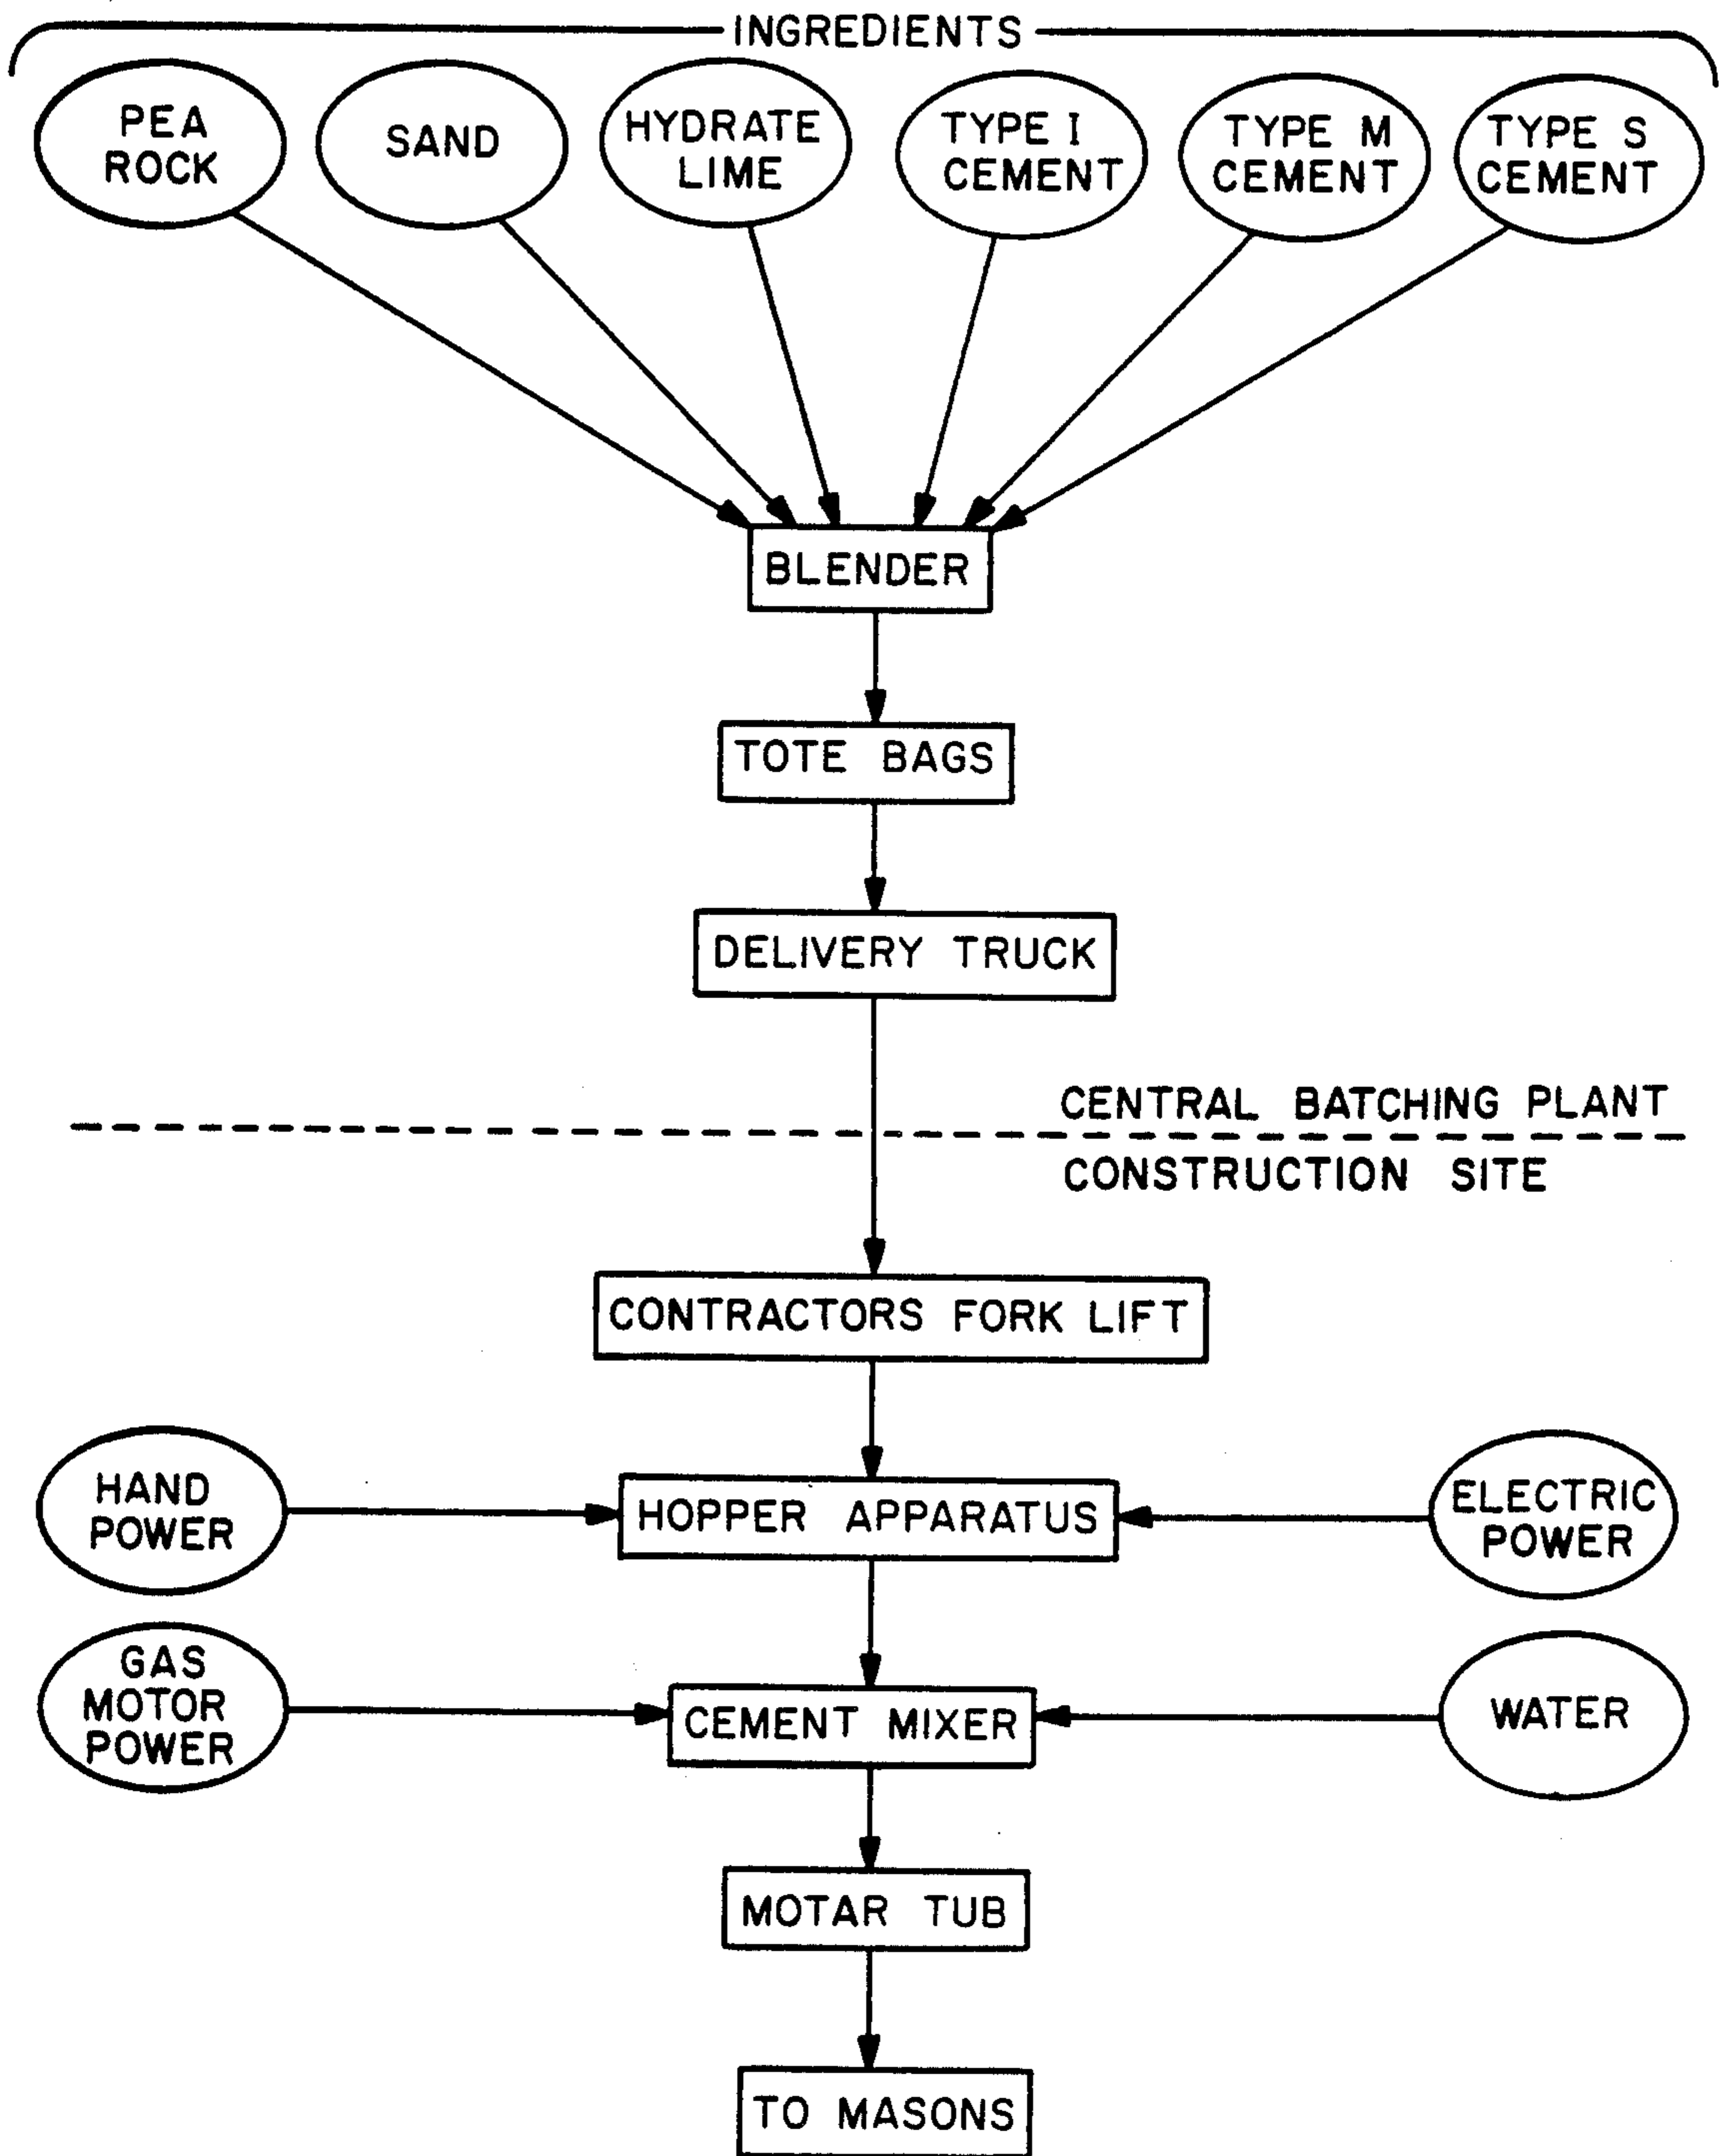 INGREDIENTS
PEA
ROCK
SAND
HYDRATE
LIME
TYPE I
CEMENT
TYPE M
CEMENT
TYPE S
CEMENT
BLENDER
TOTE BAGS
DELIVERY TRUCK
CENTRAL BATCHING PLANT
CONSTRUCTION SITE
CONTRACTORS FORK LIFT
HAND
POWER
HOPPER APPARATUS
ELECTRIC
POWER
GAS
MOTOR
POWER
CEMENT MIXER
WATER
MOTAR TUB
TO MASONS